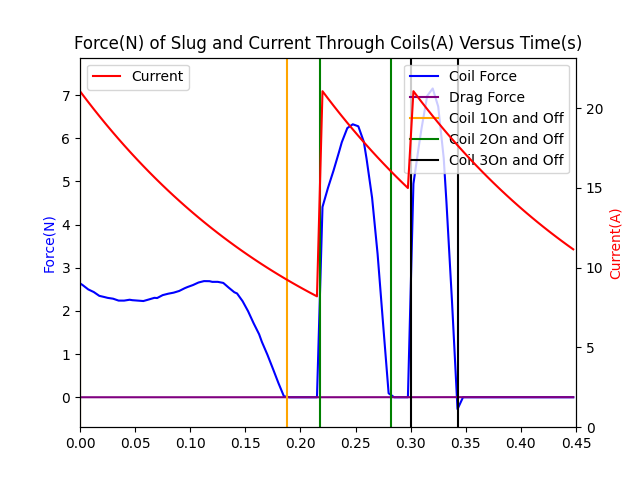 Force(N) of Slug and Current Through Coils(A) Versus Time(s)
Current
Coil Force
Drag Force
Coil 1On and Off
Coil 2On and Off
Coil 3On and Off
Force(N)
7
6
5
4
3
2
1
0
Current(A)
20
15
10
5
0
0.00 0.05 0.10 0.15 0.20 0.25 0.30 0.35 0.40 0.45